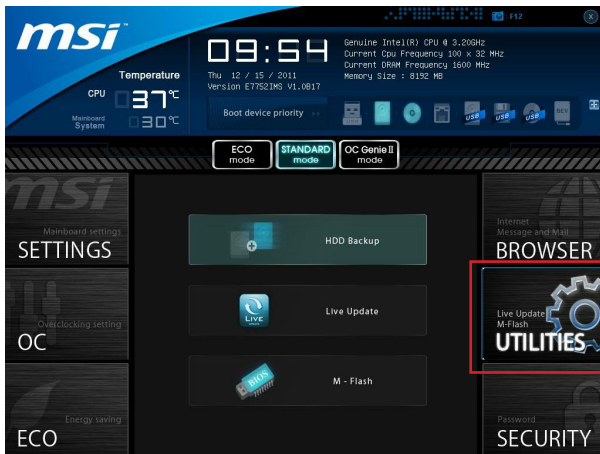 msi
F12
X
Temperature
CPU 37°C
Mainboard
System 30°C
09:54
Thu 12 / 15 / 2011
Version E7752IMS V1.0B17
Genuine Intel(R) CPU @ 3.20GHz
Current Cpu Frequency 100 x 32 MHz
Current DRAM Frequency 1600 MHz
Memory Size : 8192 MB
Boot device priority
USB
USB
USB
UEFI
ECO
mode
STANDARD
mode
OC Genie II
mode
msi
Mainboard settings
SETTINGS
Overclocking setting
OC
Energy saving
ECO
HDD Backup
LIVE
Live Update
BIOS
M - Flash
Internet
Message and Mail
BROWSER
Live Update
M-Flash
UTILITIES
Password
SECURITY